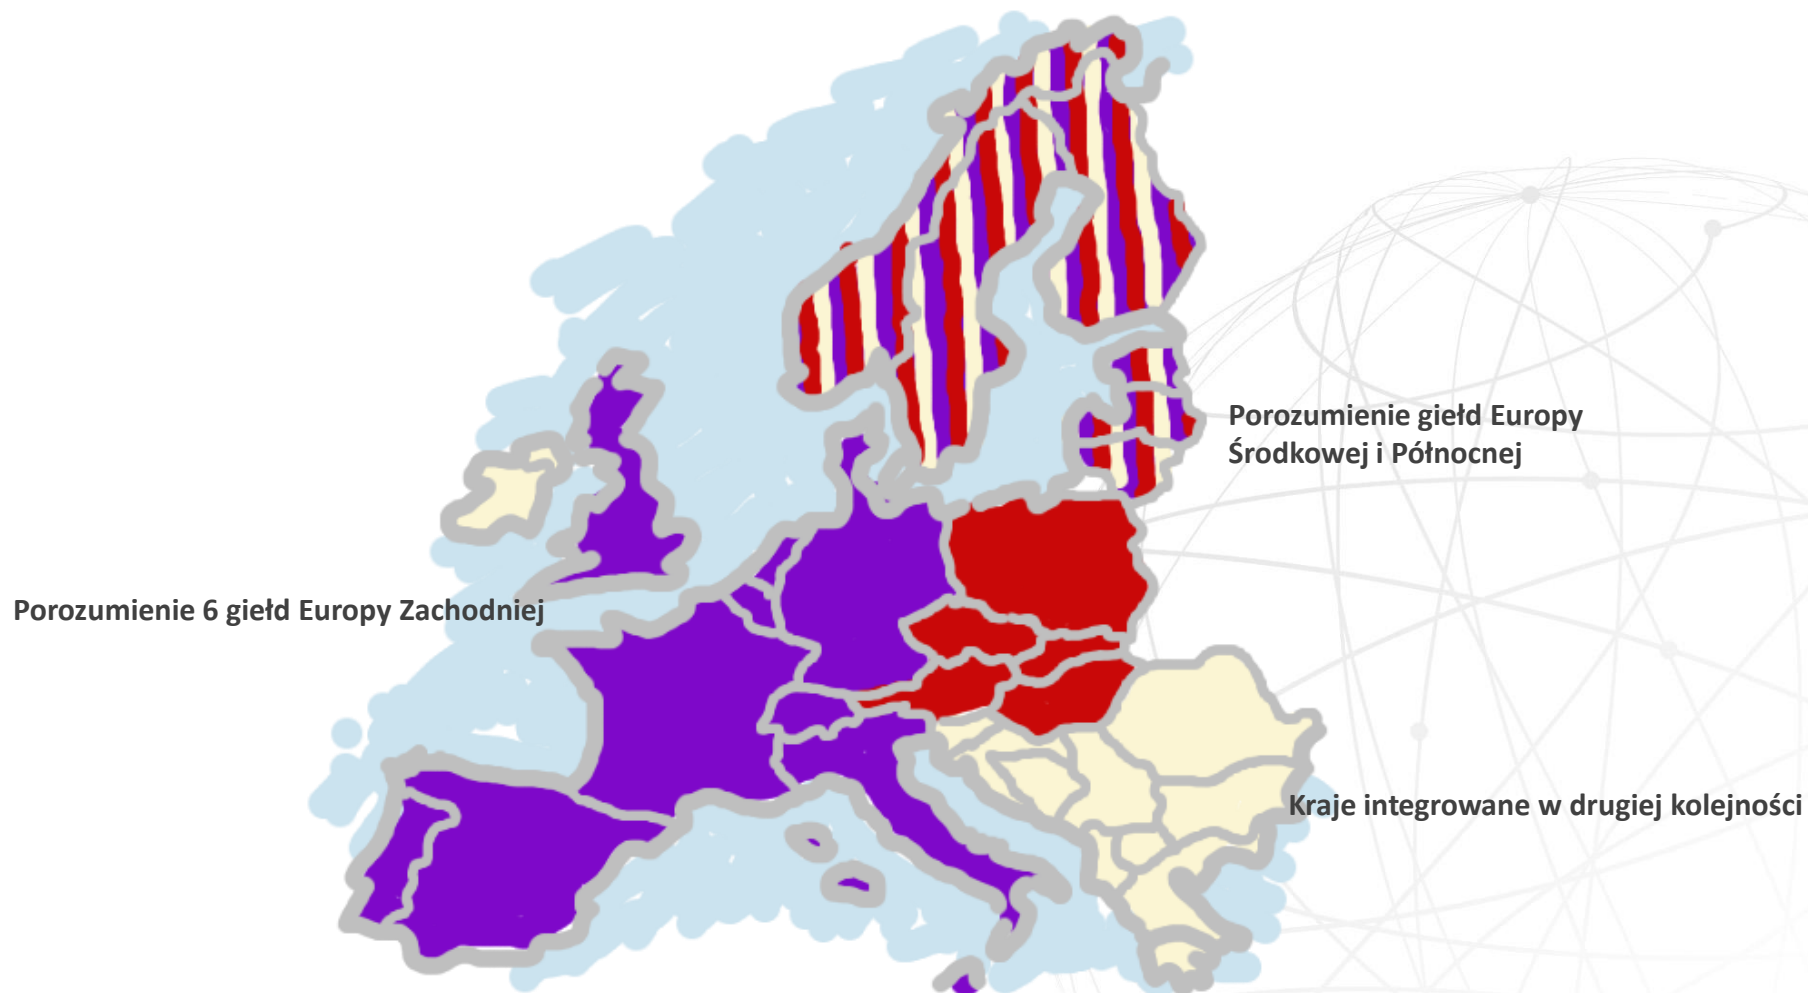 Porozumienie giełd Europy
Środkowej i Północnej
Porozumienie 6 giełd Europy Zachodniej
Kraje integrowane w drugiej kolejności